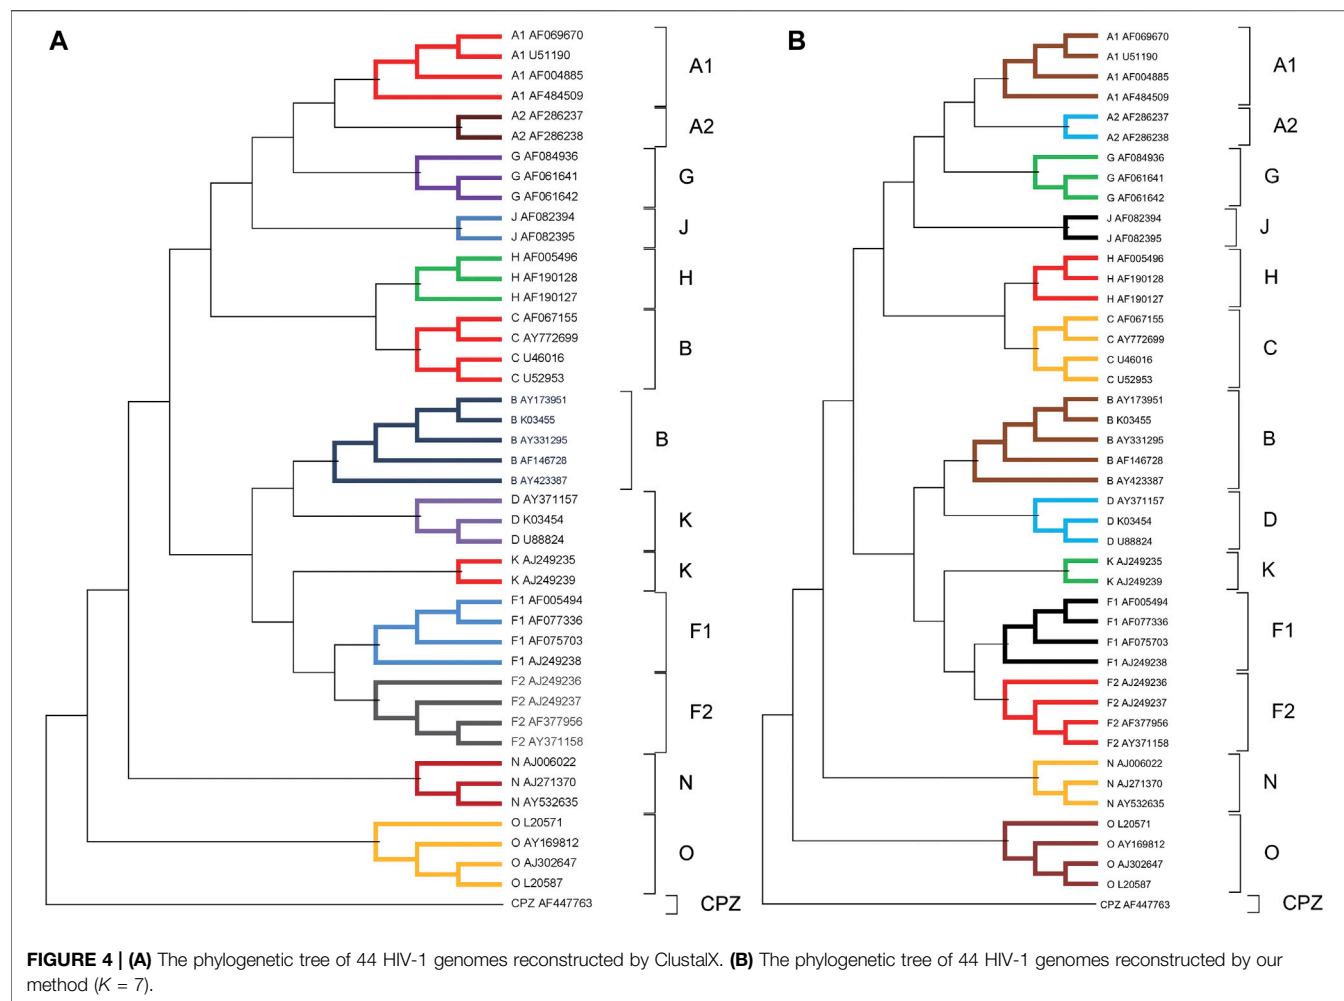 A
A1 AF069670
A1 U51190
A1 AF004885
A1 AF484509
A1
A2 AF286237
A2 AF286238
A2
G AF084936
G AF061641
G AF061642
G
J AF082394
J AF082395
J
H AF005496
H AF190128
H AF190127
H
C AF067155
C AY772699
C U46016
C U52953
B
B AY173951
B K03455
B AY331295
B AF146728
B AY423387
B
D AY371157
D K03454
D U88824
K
K AJ249235
K AJ249239
K
F1 AF005494
F1 AF077336
F1 AF075703
F1 AJ249238
F1
F2 AJ249236
F2 AJ249237
F2 AF377956
F2 AY371158
F2
N AJ006022
N AJ271370
N AY532635
N
O L20571
O AY169812
O AJ302647
O L20587
O
CPZ AF447763
CPZ
B
A1 AF069670
A1 U51190
A1 AF004885
A1 AF484509
A1
A2 AF286237
A2 AF286238
A2
G AF084936
G AF061641
G AF061642
G
J AF082394
J AF082395
J
H AF005496
H AF190128
H AF190127
H
C AF067155
C AY772699
C U46016
C U52953
C
B AY173951
B K03455
B AY331295
B AF146728
B AY423387
B
D AY371157
D K03454
D U88824
D
K AJ249235
K AJ249239
K
F1 AF005494
F1 AF077336
F1 AF075703
F1 AJ249238
F1
F2 AJ249236
F2 AJ249237
F2 AF377956
F2 AY371158
F2
N AJ006022
N AJ271370
N AY532635
N
O L20571
O AY169812
O AJ302647
O L20587
O
CPZ AF447763
CPZ
FIGURE 4 | (A) The phylogenetic tree of 44 HIV-1 genomes reconstructed by ClustalX. (B) The phylogenetic tree of 44 HIV-1 genomes reconstructed by our
method (K = 7).